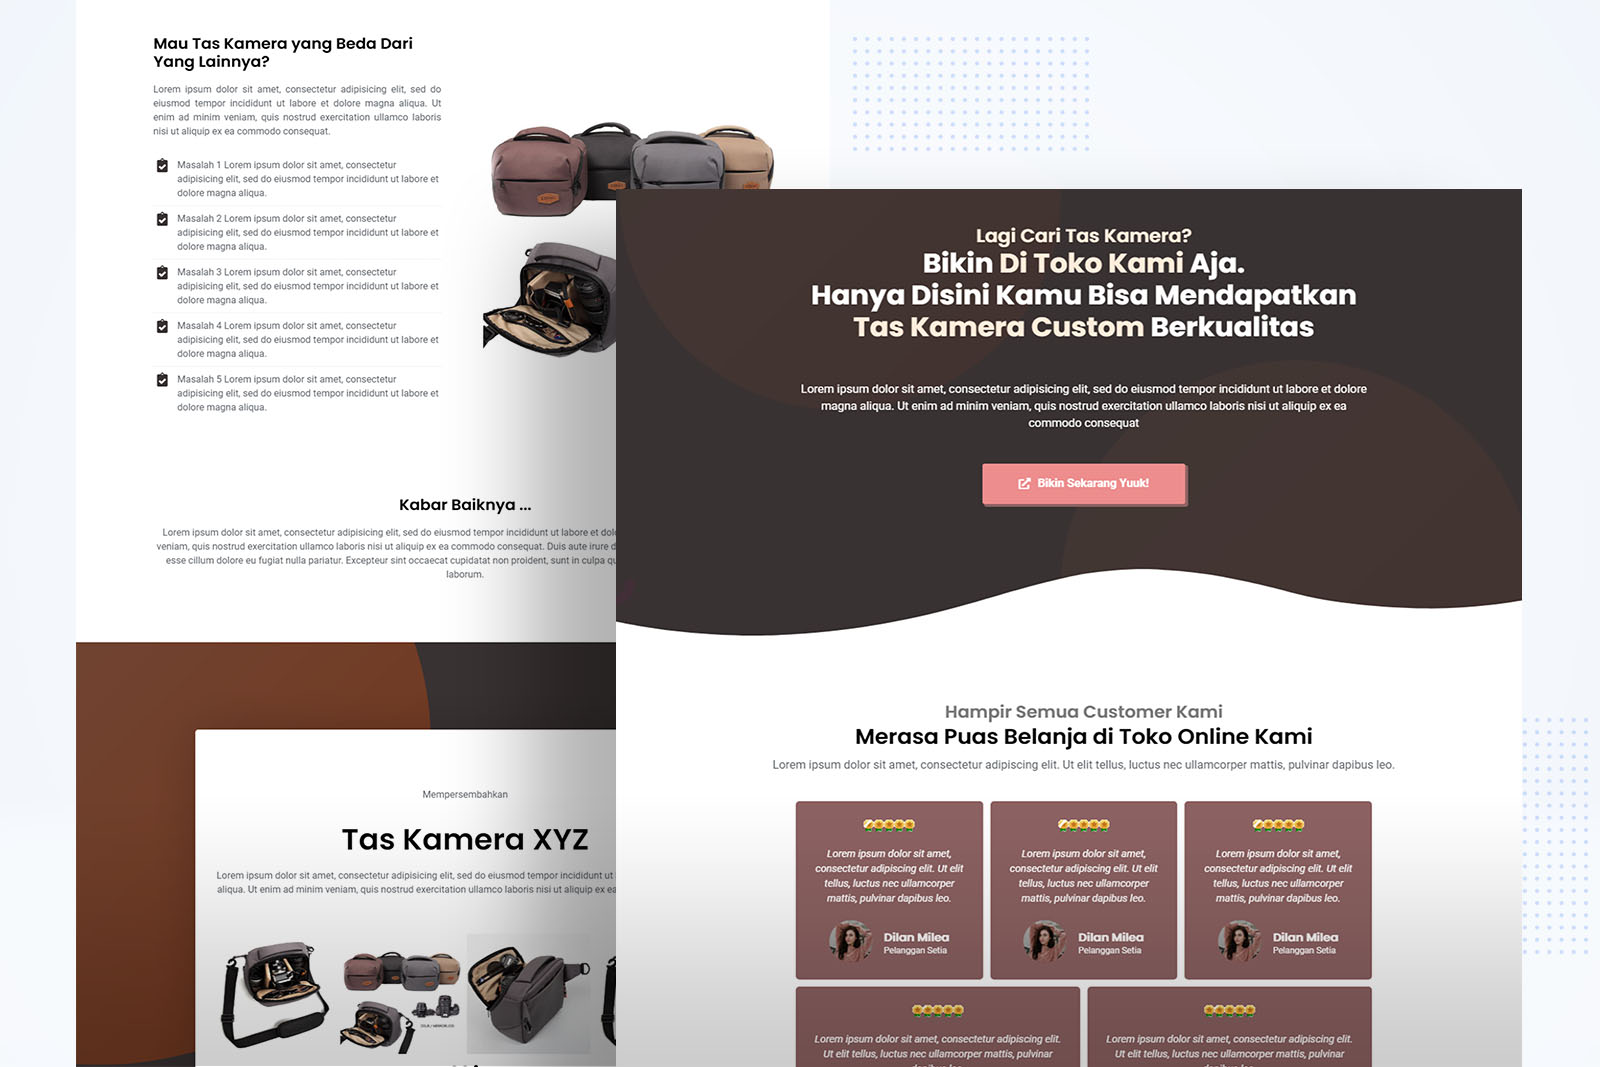 Mau Tas Kamera yang Beda Dari
Yang Lainnya?
Lorem ipsum dolor sit amet, consectetur adipisicing elit, sed do
eiusmod tempor incididunt ut labore et dolore magna aliqua. Ut
enim ad minim veniam, quis nostrud exercitation ullamco laboris
nisi ut aliquip ex ea commodo consequat.
Masalah 1 Lorem ipsum dolor sit amet, consectetur
adipisicing elit, sed do eiusmod tempor incididunt ut labore et
dolore magna aliqua.
Masalah 2 Lorem ipsum dolor sit amet, consectetur
adipisicing elit, sed do eiusmod tempor incididunt ut labore et
dolore magna aliqua.
Masalah 3 Lorem ipsum dolor sit amet, consectetur
adipisicing elit, sed do eiusmod tempor incididunt ut labore et
dolore magna aliqua.
Masalah 4 Lorem ipsum dolor sit amet, consectetur
adipisicing elit, sed do eiusmod tempor incididunt ut labore et
dolore magna aliqua.
Masalah 5 Lorem ipsum dolor sit amet, consectetur
adipisicing elit, sed do eiusmod tempor incididunt ut labore et
dolore magna aliqua.
Kabar Baiknya ...
Lorem ipsum dolor sit amet, consectetur adipisicing elit, sed do eiusmod tempor incididunt ut labore et
veniam, quis nostrud exercitation ullamco laboris nisi ut aliquip ex ea commodo consequat. Duis aute irure
esse cillum dolore eu fugiat nulla pariatur. Excepteur sint occaecat cupidatat non proident, sunt in culpa
laborum.
Mempersembahkan
Tas Kamera XYZ
Lorem ipsum dolor sit amet, consectetur adipisicing elit, sed do eiusmod tempor incididunt ut
aliqua. Ut enim ad minim veniam, quis nostrud exercitation ullamco laboris nisi ut aliquip ex ea
Lagi Cari Tas Kamera?
Bikin Di Toko Kami Aja.
Hanya Disini Kamu Bisa Mendapatkan
Tas Kamera Custom Berkualitas
Lorem ipsum dolor sit amet, consectetur adipisicing elit, sed do eiusmod tempor incididunt ut labore et dolore
magna aliqua. Ut enim ad minim veniam, quis nostrud exercitation ullamco laboris nisi ut aliquip ex ea
commodo consequat
Bikin Sekarang Yuuk!
Hampir Semua Customer Kami
Merasa Puas Belanja di Toko Online Kami
Lorem ipsum dolor sit amet, consectetur adipiscing elit. Ut elit tellus, luctus nec ullamcorper mattis, pulvinar dapibus leo.
Lorem ipsum dolor sit amet,
consectetur adipiscing elit. Ut elit
tellus, luctus nec ullamcorper
mattis, pulvinar dapibus leo.
Dilan Milea
Pelanggan Setia
Lorem ipsum dolor sit amet,
consectetur adipiscing elit. Ut elit
tellus, luctus nec ullamcorper
mattis, pulvinar dapibus leo.
Dilan Milea
Pelanggan Setia
Lorem ipsum dolor sit amet,
consectetur adipiscing elit. Ut elit
tellus, luctus nec ullamcorper
mattis, pulvinar dapibus leo.
Dilan Milea
Pelanggan Setia
Lorem ipsum dolor sit amet, consectetur adipiscing elit.
Ut elit tellus, luctus nec ullamcorper mattis, pulvinar
Lorem ipsum dolor sit amet, consectetur adipiscing elit.
Ut elit tellus, luctus nec ullamcorper mattis, pulvinar